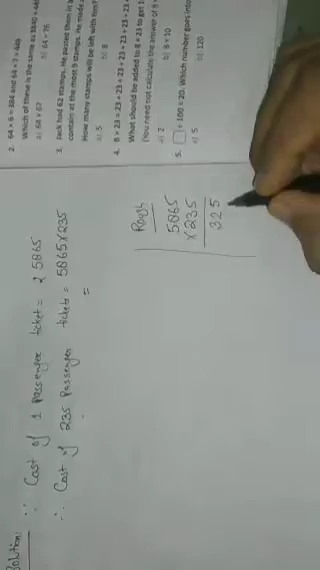 2. 64 × 6 = 384 and 64 × 7 = 448
Which of these is the same as 3840 + 448
a) 64 × 67
b) 64 × 76
3. Jack had 62 stamps. He pasted them in a
contain at the most 9 stamps. He made
How many stamps will be left with him?
a) 5
b) 8
4. 8 × 23 = 23 + 23 + 23 + 23 + 23 + 23
What should be added to 8 × 23 to get
(You need not calculate the answer of 8
a) 2
b) 8 × 10
5. □ ÷ 100 = 20. Which number goes into
a) 5
b) 120
Solution:
∵ Cost of 1 passenger ticket = ₹ 5865
∴ Cost of 235 passenger tickets = 5865×235
=
Rough
5865
×235
325